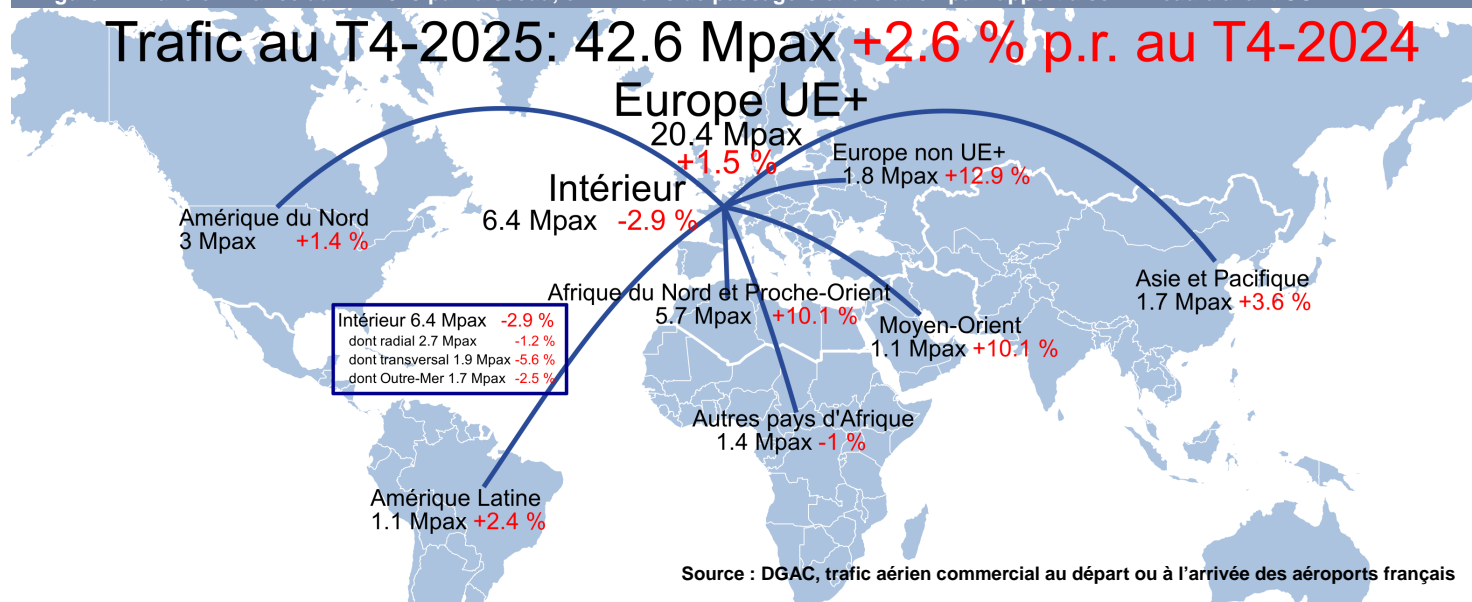 Trafic au T4-2025: 42.6 Mpax +2.6 % p.r. au T4-2024
Europe UE+
20.4 Mpax
+1.5 %
Europe non UE+
1.8 Mpax +12.9 %
Intérieur
6.4 Mpax -2.9 %
Amérique du Nord
3 Mpax +1.4 %
Asie et Pacifique
1.7 Mpax +3.6 %
Afrique du Nord et Proche-Orient
5.7 Mpax +10.1 %
Moyen-Orient
1.1 Mpax +10.1 %
Intérieur 6.4 Mpax -2.9 %
dont radial 2.7 Mpax -1.2 %
dont transversal 1.9 Mpax -5.6 %
dont Outre-Mer 1.7 Mpax -2.5 %
Autres pays d'Afrique
1.4 Mpax -1 %
Amérique Latine
1.1 Mpax +2.4 %
Source : DGAC, trafic aérien commercial au départ ou à l’arrivée des aéroports français